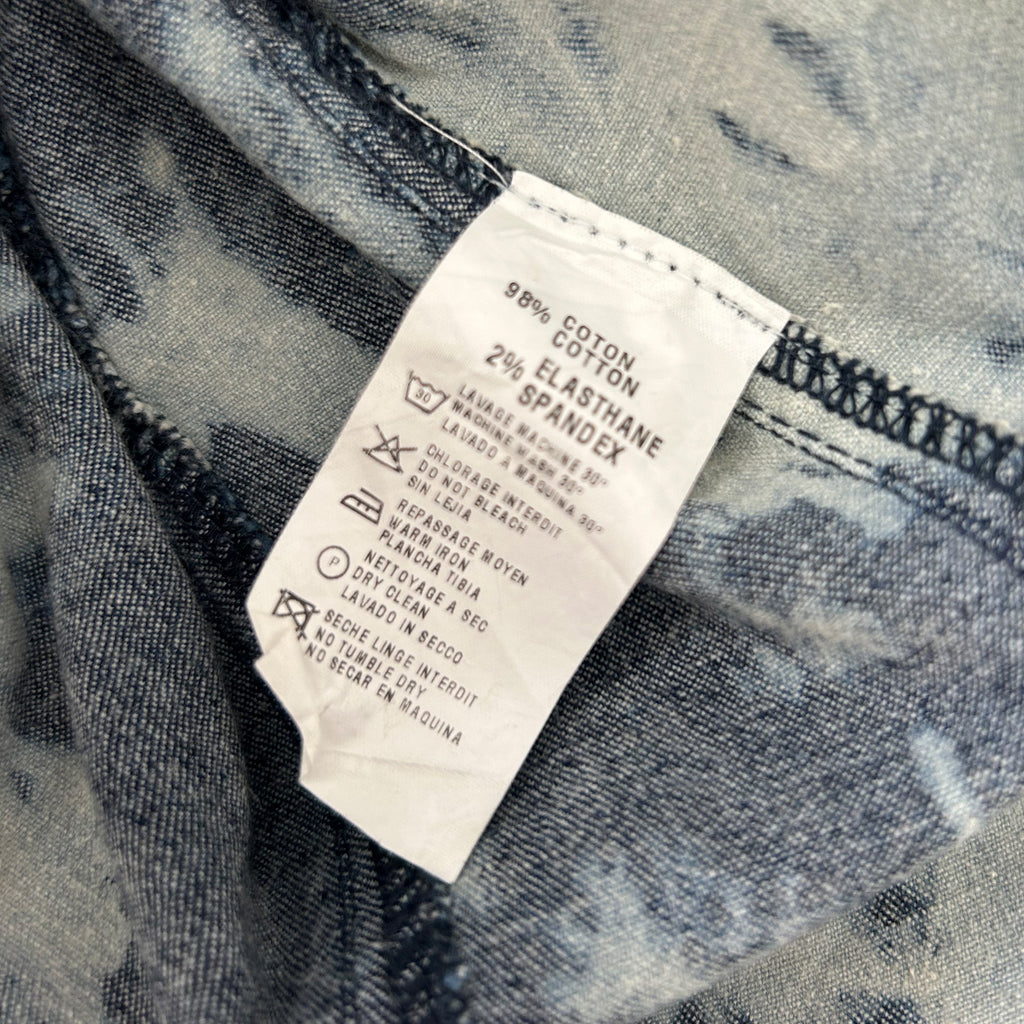 98% COTON
COTTON
2% ELASTHANE
SPANDEX
30
LAVAGE MACHINE 30°
MACHINE WASH 30°
LAVADO A MAQUINA 30°
CHLORAGE INTERDIT
DO NOT BLEACH
SIN LEJIA
REPASSAGE MOYEN
WARM IRON
PLANCHA TIBIA
P
NETTOYAGE A SEC
DRY CLEAN
LAVADO IN SECCO
SECHE LINGE INTERDIT
NO TUMBLE DRY
NO SECAR EN MAQUINA